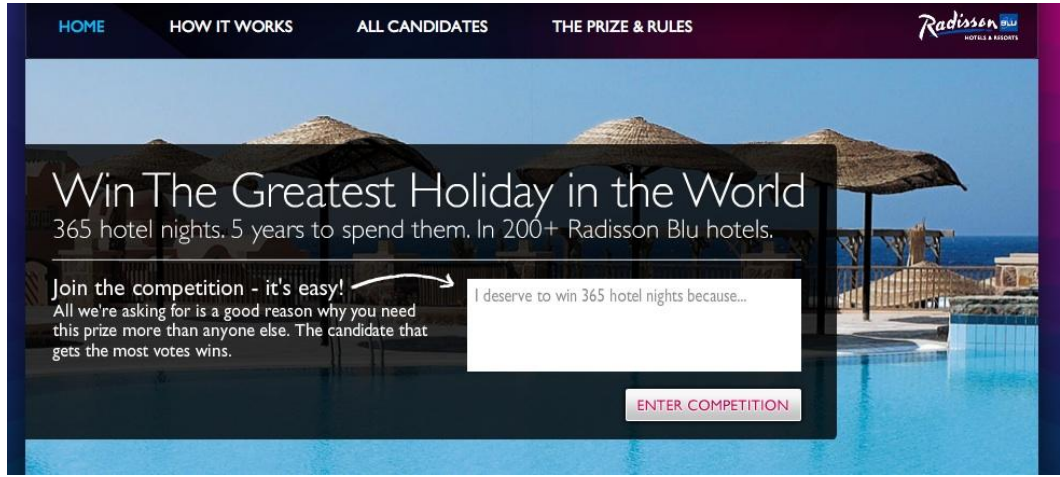 HOME HOW IT WORKS ALL CANDIDATES THE PRIZE & RULES
Radisson BLU
HOTELS & RESORTS
Win The Greatest Holiday in the World
365 hotel nights. 5 years to spend them. In 200+ Radisson Blu hotels.
Join the competition - it's easy!
All we're asking for is a good reason why you need
this prize more than anyone else. The candidate that
gets the most votes wins.
I deserve to win 365 hotel nights because...
ENTER COMPETITION